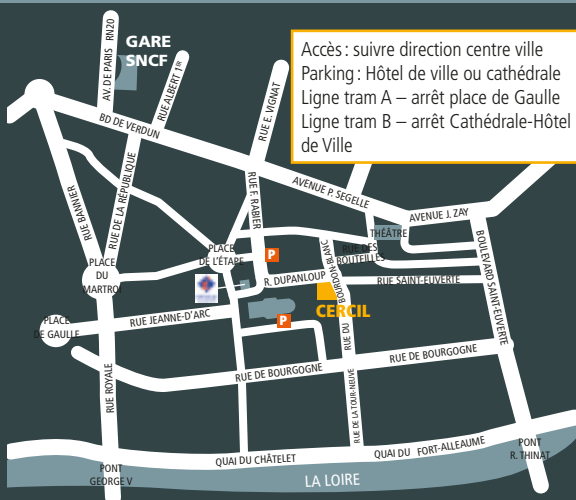 Accès : suivre direction centre ville
Parking : Hôtel de ville ou cathédrale
Ligne tram A – arrêt place de Gaulle
Ligne tram B – arrêt Cathédrale-Hôtel
de Ville
GARE
SNCF
AV. DE PARIS RN20
RUE ALBERT 1ER
RUE E. VIGNAT
BD DE VERDUN
AVENUE P. SEGELLE
AVENUE J. ZAY
RUE BANNIER
RUE DE LA RÉPUBLIQUE
RUE F. RABIER
THÉÂTRE
PLACE
DE L'ÉTAPE
P
RUE DES
BOUTEILLES
BOULEVARD SAINT-EUVERTE
PLACE
DU
MARTROI
R. DUPANLOUP
RUE SAINT-EUVERTE
RUE DU BOURDON BLANC
CERCIL
P
PLACE
DE GAULLE
RUE JEANNE-D'ARC
RUE ROYALE
RUE DE BOURGOGNE
RUE DE BOURGOGNE
RUE DE LA TOUR-NEUVE
QUAI DU CHÂTELET
QUAI DU FORT-ALLEAUME
PONT
GEORGE V
PONT
R. THINAT
LA LOIRE